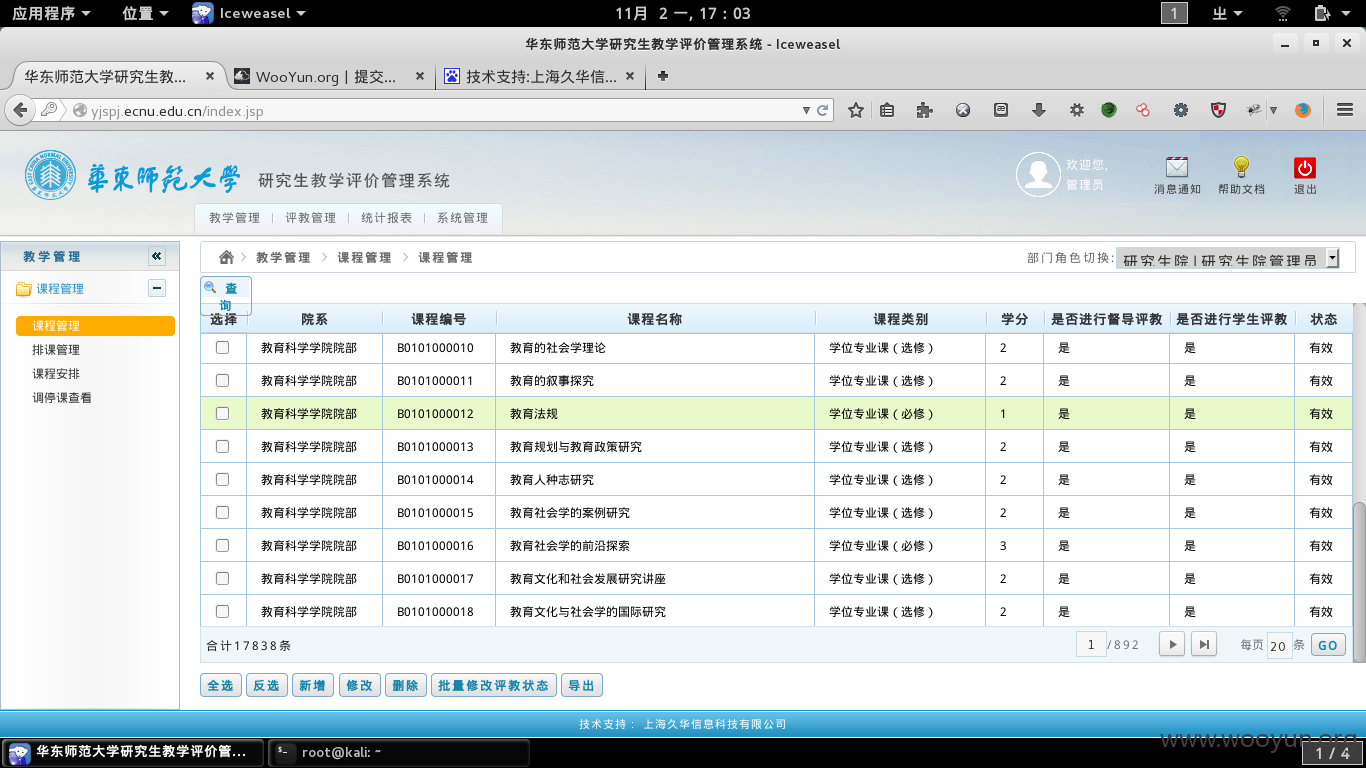 应用程序 位置 Iceweasel 11月 2 一, 17：03 1
华东师范大学研究生教学评价管理系统 - Iceweasel
华东师范大学研究生教... WooYun.org | 提交... 技术支持:上海久华信...
yjspj.ecnu.edu.cn/index.jsp
华东师范大学 研究生教学评价管理系统
欢迎您,
管理员
消息通知 帮助文档 退出
教学管理 评教管理 统计报表 系统管理
教学管理 «
教学管理 课程管理 课程管理
部门角色切换: 研究生院|研究生院管理员
课程管理
课程管理
排课管理
课程安排
调停课查看
查
询
选择 院系 课程编号 课程名称 课程类别 学分 是否进行督导评教 是否进行学生评教 状态
教育科学学院院部 B0101000010 教育的社会学理论 学位专业课（选修） 2 是 是 有效
教育科学学院院部 B0101000011 教育的叙事探究 学位专业课（选修） 2 是 是 有效
教育科学学院院部 B0101000012 教育法规 学位专业课（必修） 1 是 是 有效
教育科学学院院部 B0101000013 教育规划与教育政策研究 学位专业课（选修） 2 是 是 有效
教育科学学院院部 B0101000014 教育人种志研究 学位专业课（选修） 2 是 是 有效
教育科学学院院部 B0101000015 教育社会学的案例研究 学位专业课（选修） 2 是 是 有效
教育科学学院院部 B0101000016 教育社会学的前沿探索 学位专业课（必修） 3 是 是 有效
教育科学学院院部 B0101000017 教育文化和社会发展研究讲座 学位专业课（选修） 2 是 是 有效
教育科学学院院部 B0101000018 教育文化与社会学的国际研究 学位专业课（选修） 2 是 是 有效
合计17838条 1 /892 每页 20 条 GO
全选 反选 新增 修改 删除 批量修改评教状态 导出
技术支持： 上海久华信息科技有限公司
www.wooyun.org
华东师范大学研究生教学评价管... root@kali: ~ 1 / 4